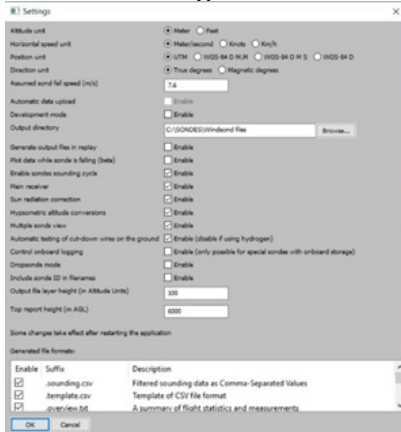 Settings
Altitude unit Meter Feet
Horizontal speed unit Meter/second Knots Km/h
Position unit UTM WGS-84 D M.M WGS-84 D M S WGS-84 D
Direction unit True degrees Magnetic degrees
Assumed sond fall speed (m/s) 7.6
Automatic data upload Enable
Development mode Enable
Output directory C:\SONDES\Windsond files Browse...
Generate output files in replay Enable
Plot data while sonde is falling (beta) Enable
Enable sondes sounding cycle Enable
Main receiver Enable
Sun radiation correction Enable
Hypsometric altitude conversions Enable
Multiple sonde view Enable
Automatic testing of cut-down wires on the ground Enable (disable if using hydrogen)
Control onboard logging Enable (only possible for special sondes with onboard storage)
Dropsonde mode Enable
Include sonde ID in filenames Enable
Output file layer height (m Altitude Units) 100
Top report height (m AGL) 6000
Some changes take effect after restarting the application
Generated file formats:
Enable Suffix Description
.sounding.csv Filtered sounding data as Comma-Separated Values
.template.csv Template of CSV file format
.overview.txt A summary of flight statistics and measurements
OK Cancel